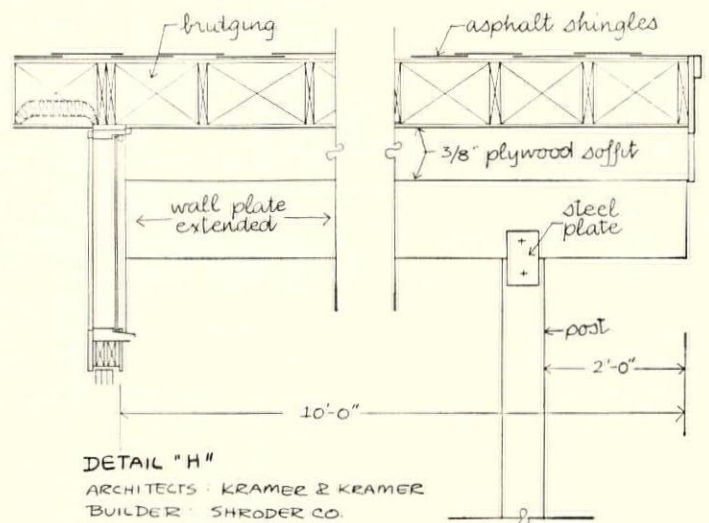 brudging
asphalt shingles
3/8" plywood soffit
wall plate
extended
steel
plate
post
2'-0"
10'-0"
DETAIL "H"
ARCHITECTS : KRAMER & KRAMER
BUILDER : SHRODER CO.